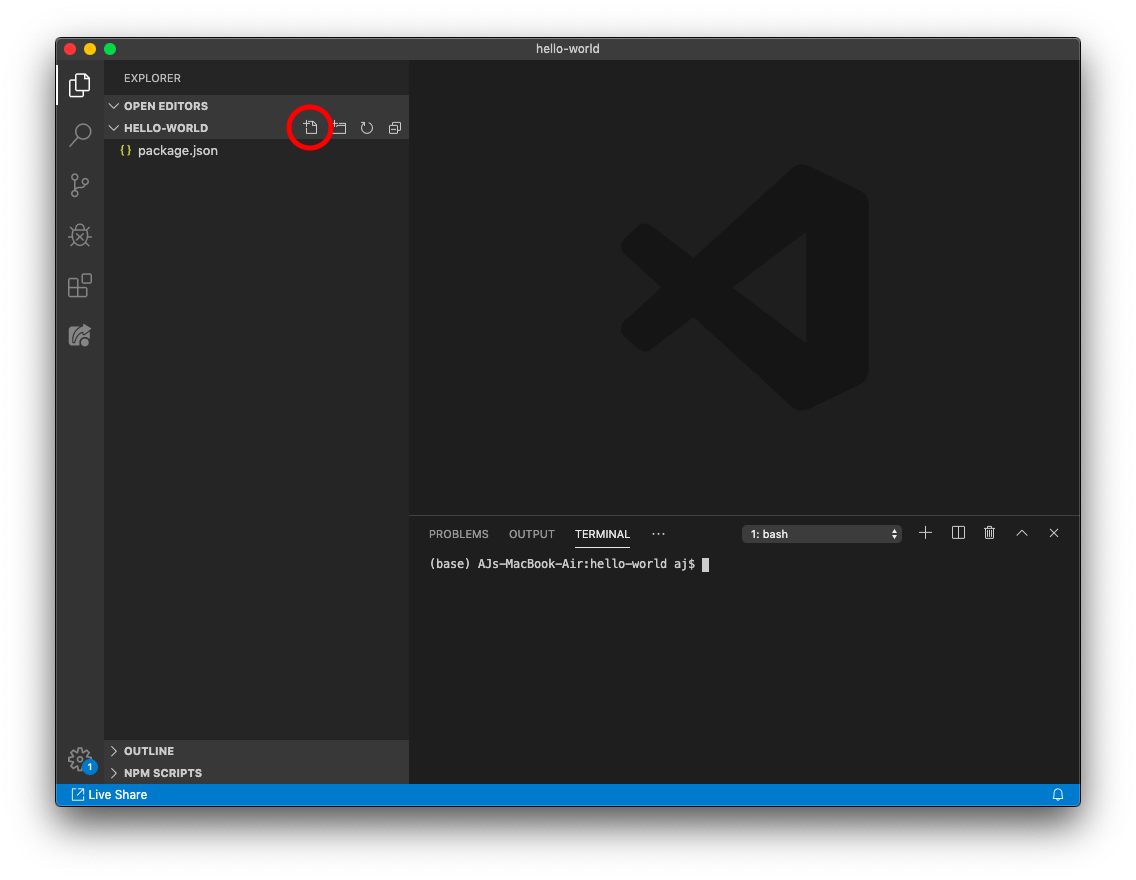 hello-world
EXPLORER
OPEN EDITORS
HELLO-WORLD
{} package.json
PROBLEMS OUTPUT TERMINAL ··· 1: bash
(base) AJs-MacBook-Air:hello-world aj$
OUTLINE
1
NPM SCRIPTS
Live Share